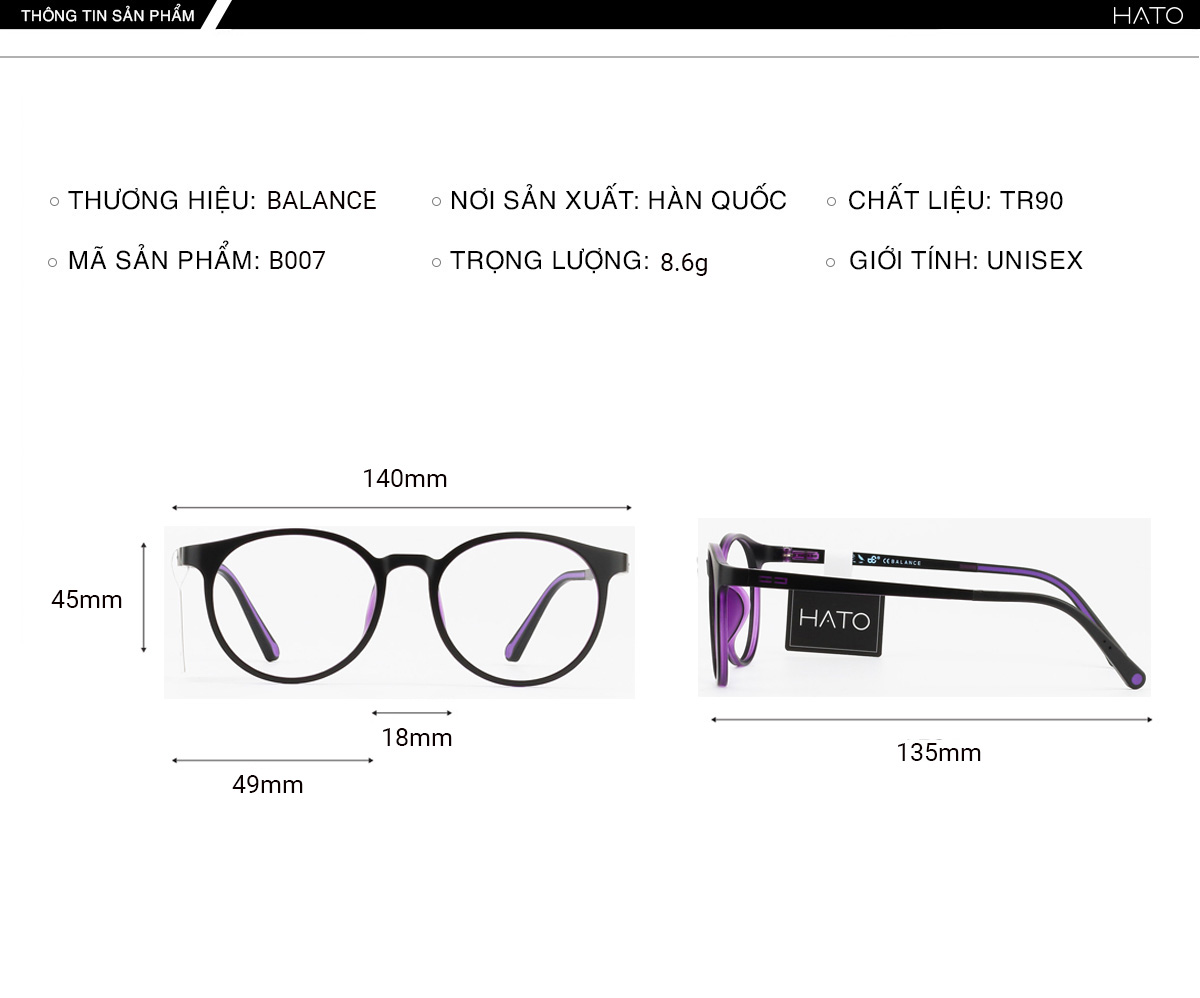 THÔNG TIN SẢN PHẨM
HATO
THƯƠNG HIỆU: BALANCE
NƠI SẢN XUẤT: HÀN QUỐC
CHẤT LIỆU: TR90
MÃ SẢN PHẨM: B007
TRỌNG LƯỢNG: 8.6g
GIỚI TÍNH: UNISEX
140mm
45mm
18mm
49mm
CE BALANCE
HATO
135mm